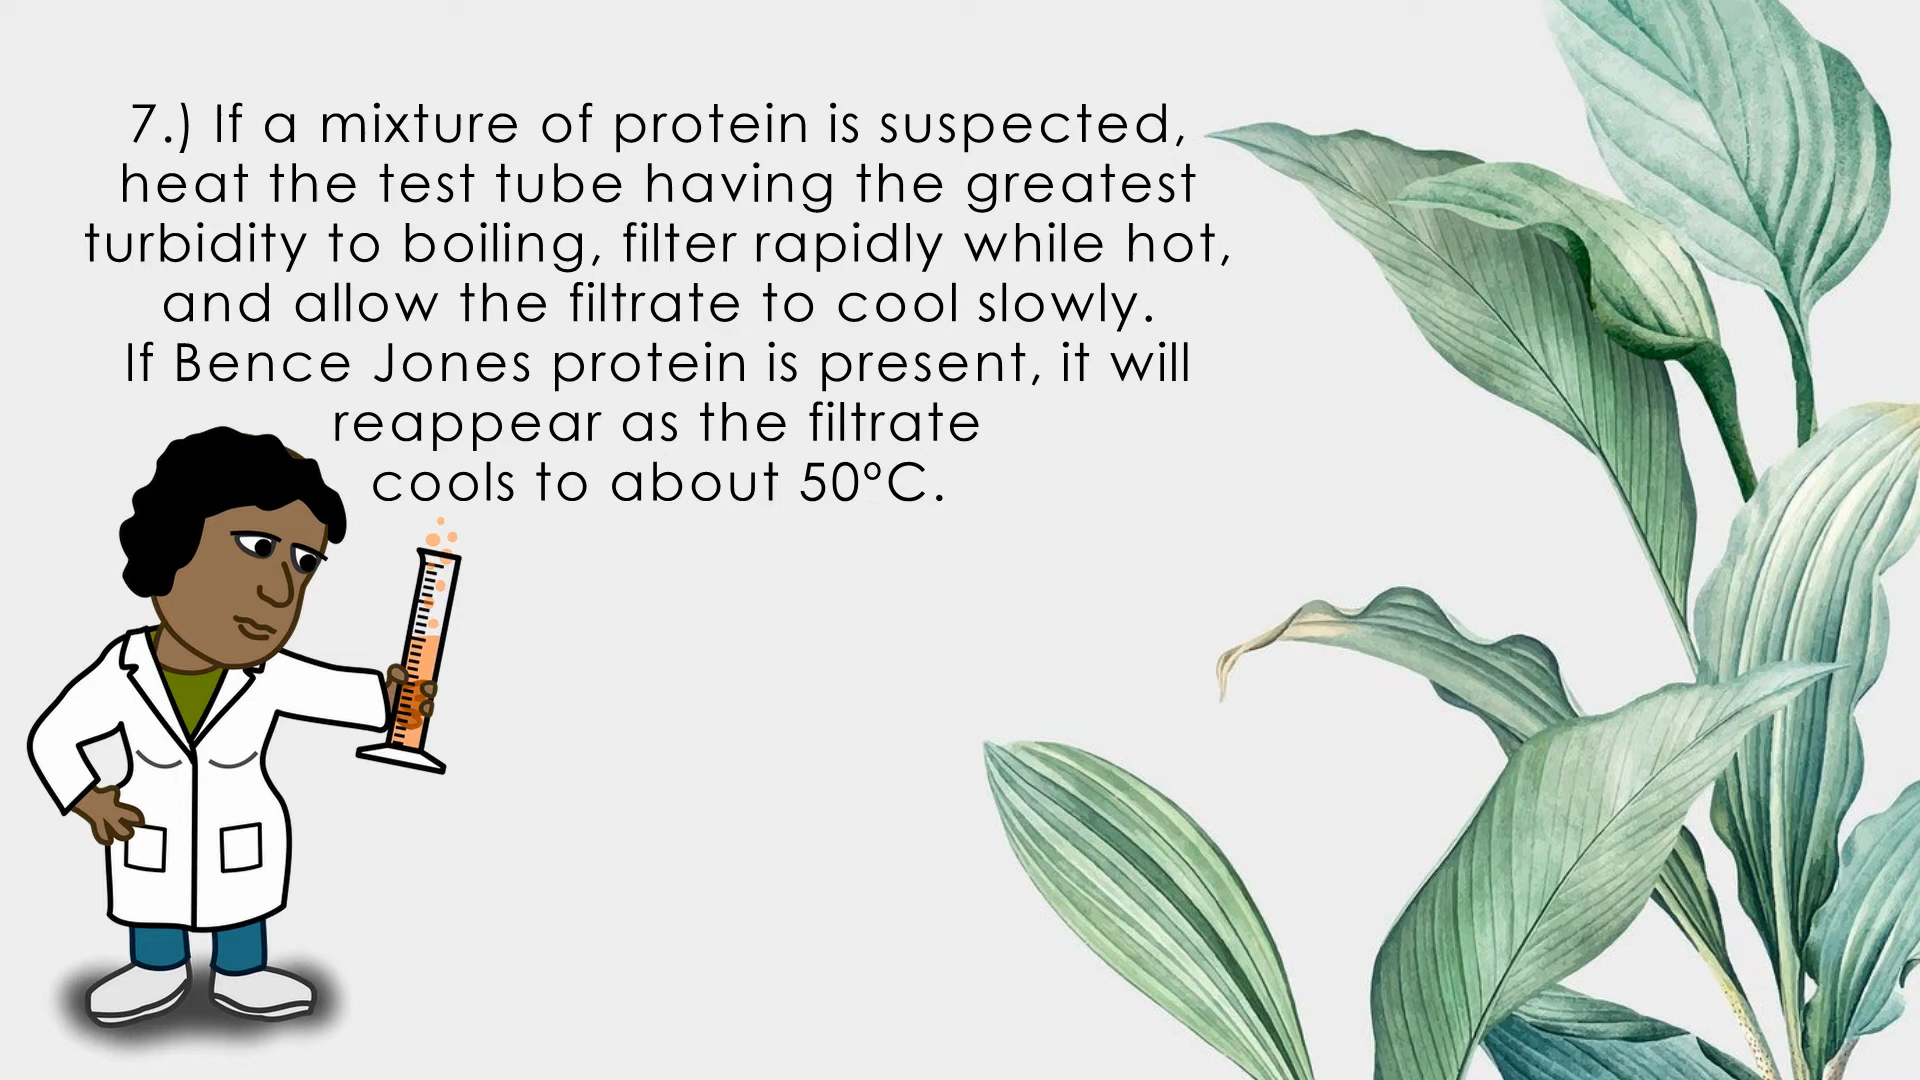 7.) If a mixture of protein is suspected,
heat the test tube having the greatest
turbidity to boiling, filter rapidly while hot,
and allow the filtrate to cool slowly.
If Bence Jones protein is present, it will
reappear as the filtrate
cools to about 50ºC.